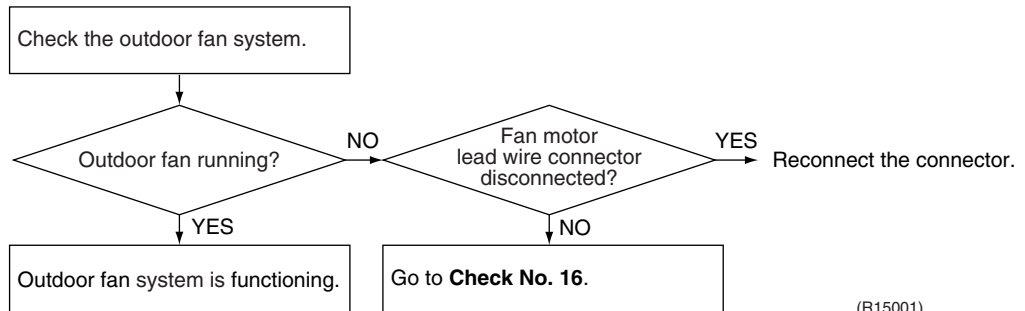 Check the outdoor fan system.
Outdoor fan running?
NO
Fan motor
lead wire connector
disconnected?
YES
Reconnect the connector.
YES
NO
Outdoor fan system is functioning.
Go to Check No. 16.
(R15001)